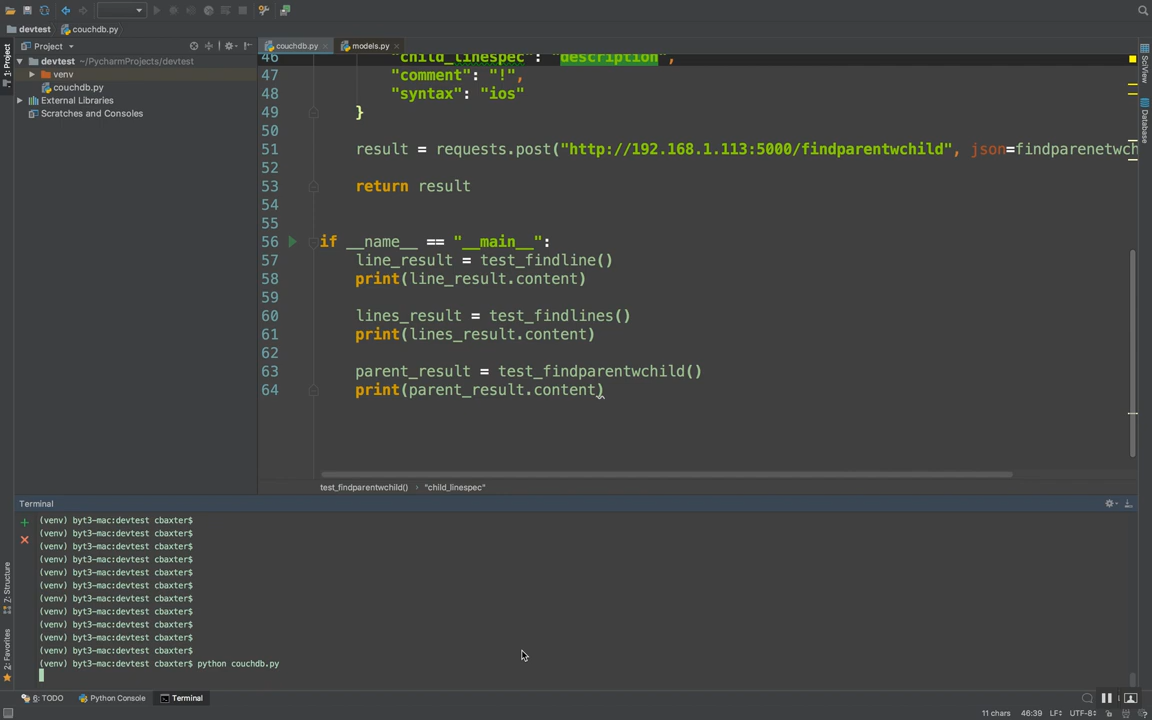 devtest couchdb.py
Project
couchdb.py models.py
devtest ~/PycharmProjects/devtest
venv
couchdb.py
External Libraries
Scratches and Consoles
46 "child_linespec": "description",
47 "comment": "!",
48 "syntax": "ios"
49 }
50
51 result = requests.post("http://192.168.1.113:5000/findparentwchild", json=findparenetwch
52
53 return result
54
55
56 if __name__ == "__main__":
57 line_result = test_findline()
58 print(line_result.content)
59
60 lines_result = test_findlines()
61 print(lines_result.content)
62
63 parent_result = test_findparentwchild()
64 print(parent_result.content)
test_findparentwchild() › "child_linespec"
1: Project
SciView
Database
Z: Structure
2: Favorites
Terminal
(venv) byt3-mac:devtest cbaxter$
(venv) byt3-mac:devtest cbaxter$
(venv) byt3-mac:devtest cbaxter$
(venv) byt3-mac:devtest cbaxter$
(venv) byt3-mac:devtest cbaxter$
(venv) byt3-mac:devtest cbaxter$
(venv) byt3-mac:devtest cbaxter$
(venv) byt3-mac:devtest cbaxter$
(venv) byt3-mac:devtest cbaxter$
(venv) byt3-mac:devtest cbaxter$
(venv) byt3-mac:devtest cbaxter$
(venv) byt3-mac:devtest cbaxter$ python couchdb.py
6: TODO Python Console Terminal
11 chars 46:39 LF÷ UTF-8÷